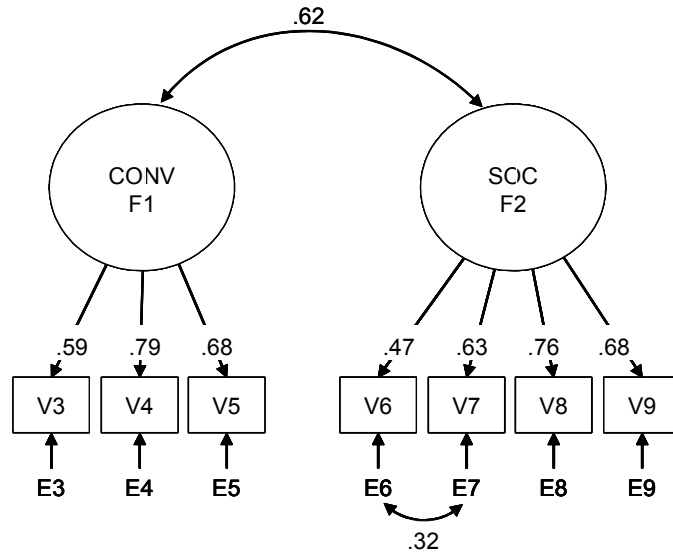 .62
CONV
F1
SOC
F2
.59 .79 .68 .47 .63 .76 .68
V3 V4 V5 V6 V7 V8 V9
E3 E4 E5 E6 E7 E8 E9
.32